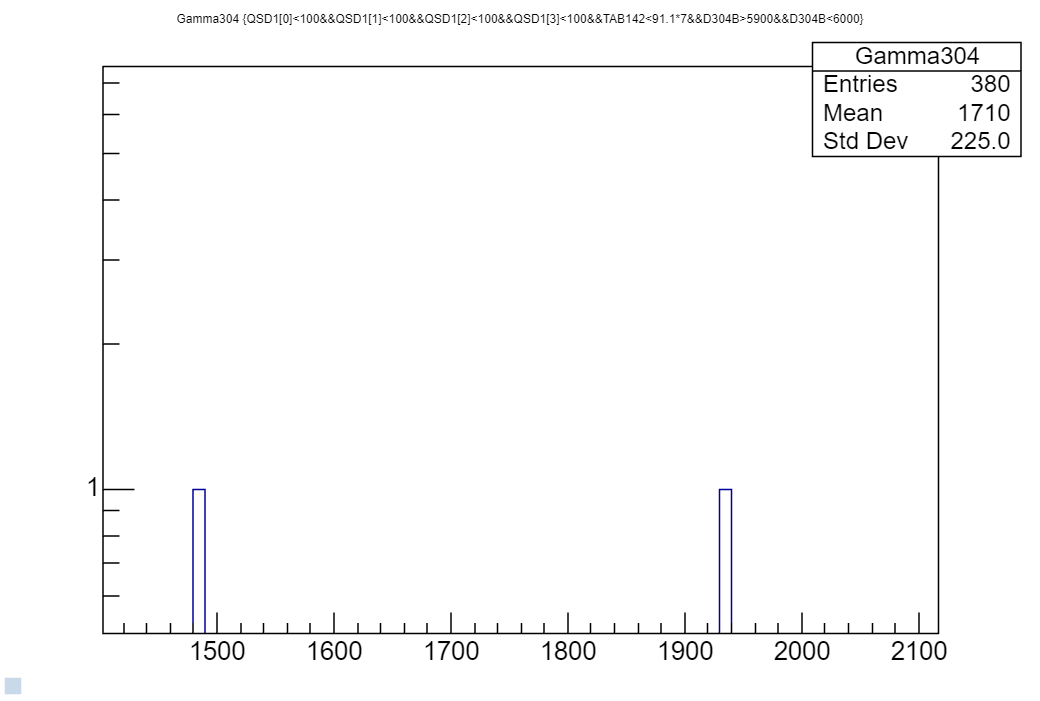 Gamma304 {QSD1[0]<100&&QSD1[1]<100&&QSD1[2]<100&&QSD1[3]<100&&TAB142<91.1*7&&D304B>5900&&D304B<6000}
Gamma304
Entries 380
Mean 1710
Std Dev 225.0
1
1500 1600 1700 1800 1900 2000 2100